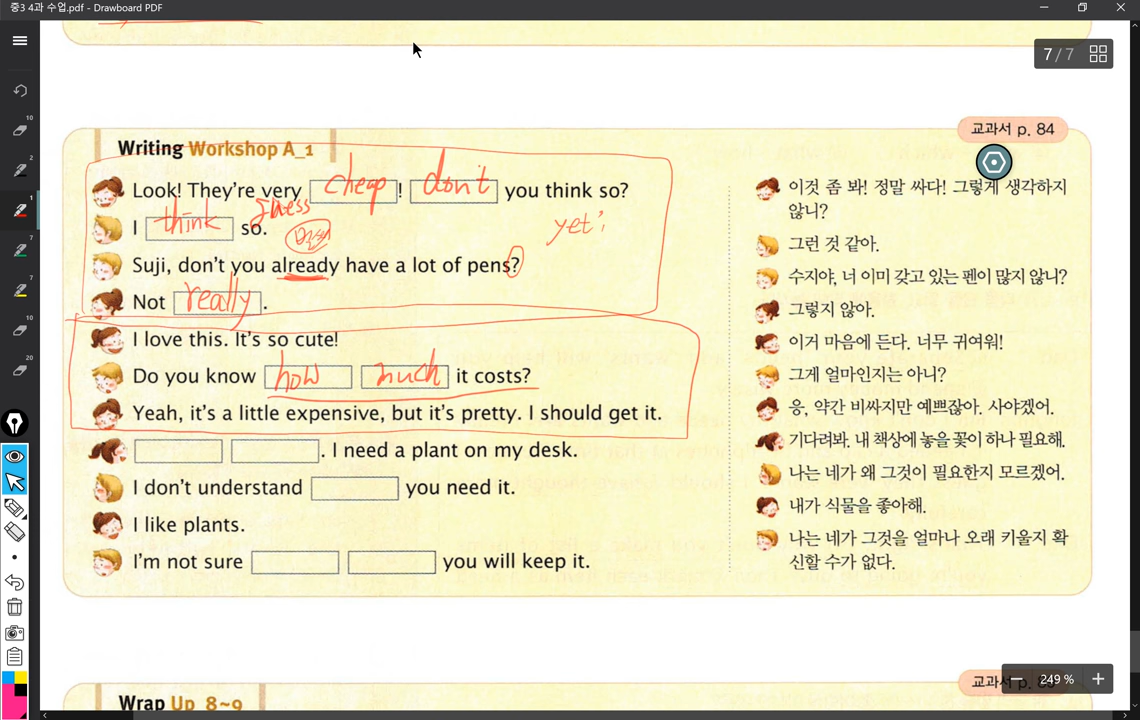 중3 4과 수업.pdf - Drawboard PDF
7 / 7
교과서 p. 84
Writing Workshop A_1
Look! They're very cheap! don't you think so?
I think so.
guess
yet?
Suji, don't you already have a lot of pens?
Not really.
I love this. It's so cute!
Do you know how much it costs?
Yeah, it's a little expensive, but it's pretty. I should get it.
. I need a plant on my desk.
I don't understand you need it.
I like plants.
I'm not sure you will keep it.
이것 좀 봐! 정말 싸다! 그렇게 생각하지
않니?
그런 것 같아.
수지야, 너 이미 갖고 있는 펜이 많지 않니?
그렇지 않아.
이거 마음에 든다. 너무 귀여워!
그게 얼마인지는 아니?
응, 약간 비싸지만 예쁘잖아. 사야겠어.
기다려봐. 내 책상에 놓을 꽃이 하나 필요해.
나는 네가 왜 그것이 필요한지 모르겠어.
내가 식물을 좋아해.
나는 네가 그것을 얼마나 오래 키울지 확
신할 수가 없다.
Wrap Up 8~9
교과서 p.
249 %
10
2
1
7
7
10
20